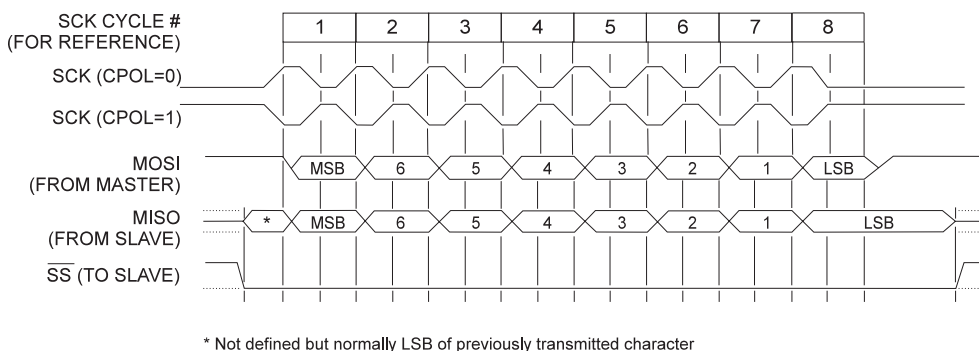 SCK CYCLE # 1 2 3 4 5 6 7 8
(FOR REFERENCE)
SCK (CPOL=0)
SCK (CPOL=1)
MOSI MSB 6 5 4 3 2 1 LSB
(FROM MASTER)
MISO * MSB 6 5 4 3 2 1 LSB
(FROM SLAVE)
SS (TO SLAVE)
* Not defined but normally LSB of previously transmitted character